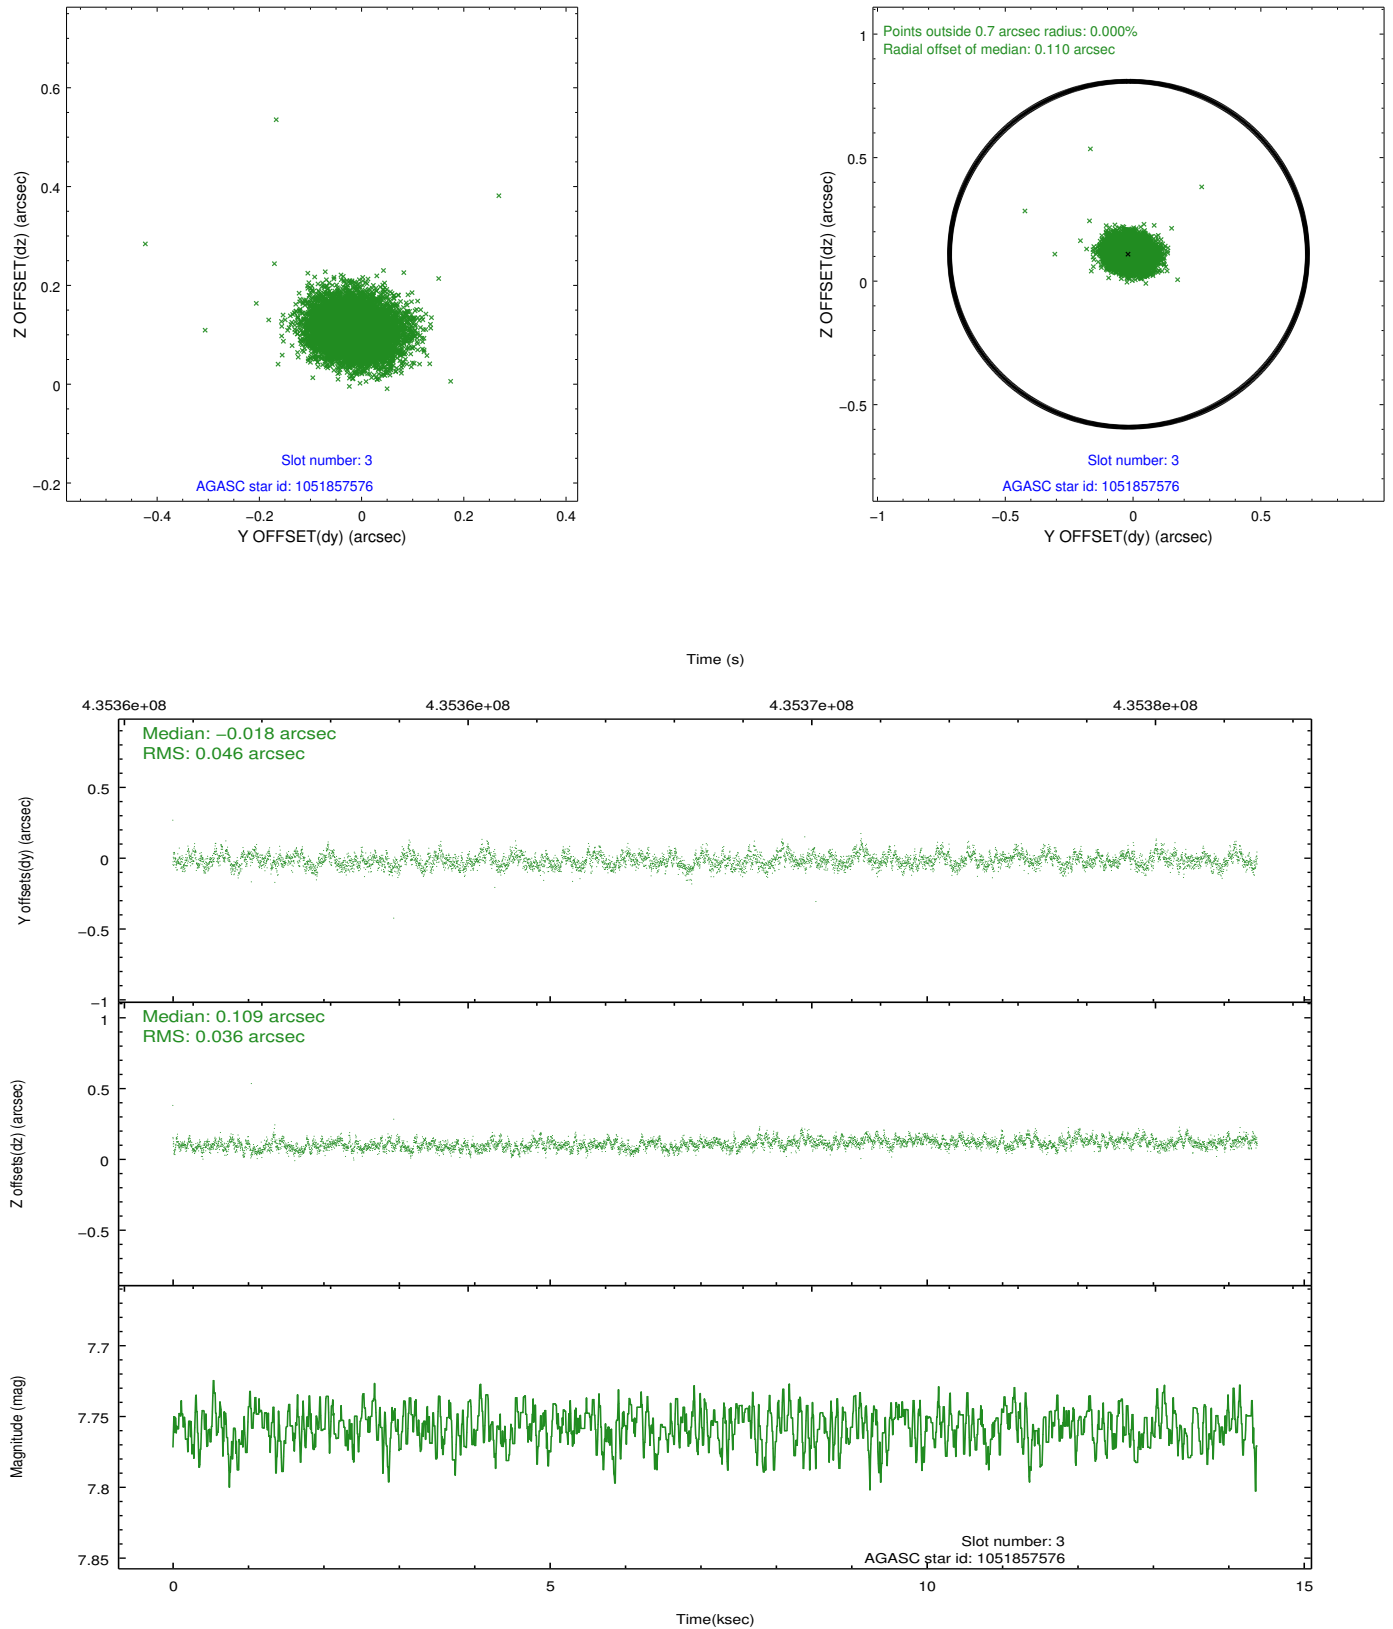 0.6
0.4
0.2
0
−0.2
−0.4
−0.2
0
0.2
0.4
Z OFFSET(dz) (arcsec)
Y OFFSET(dy) (arcsec)
Slot number: 3
AGASC star id: 1051857576
Points outside 0.7 arcsec radius: 0.000%
Radial offset of median: 0.110 arcsec
1
0.5
0
−0.5
−1
−0.5
0
0.5
Z OFFSET(dz) (arcsec)
Y OFFSET(dy) (arcsec)
Slot number: 3
AGASC star id: 1051857576
Time (s)
4.3536e+08
4.3536e+08
4.3537e+08
4.3538e+08
Median: −0.018 arcsec
RMS: 0.046 arcsec
0.5
0
−0.5
−1
Y offsets(dy) (arcsec)
Median: 0.109 arcsec
RMS: 0.036 arcsec
1
0.5
0
−0.5
Z offsets(dz) (arcsec)
7.7
7.75
7.8
7.85
Magnitude (mag)
Slot number: 3
AGASC star id: 1051857576
0
5
10
15
Time(ksec)